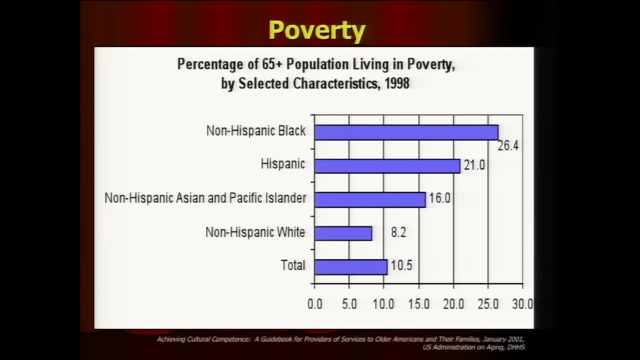 Poverty
Percentage of 65+ Population Living in Poverty,
by Selected Characteristics, 1998
Non-Hispanic Black
26.4
Hispanic
21.0
Non-Hispanic Asian and Pacific Islander
16.0
Non-Hispanic White
8.2
Total
10.5
0.0 5.0 10.0 15.0 20.0 25.0 30.0
Achieving Cultural Competence: A Guidebook for Providers of Services to Older Americans and Their Families, January 2001,
US Administration on Aging, DHHS